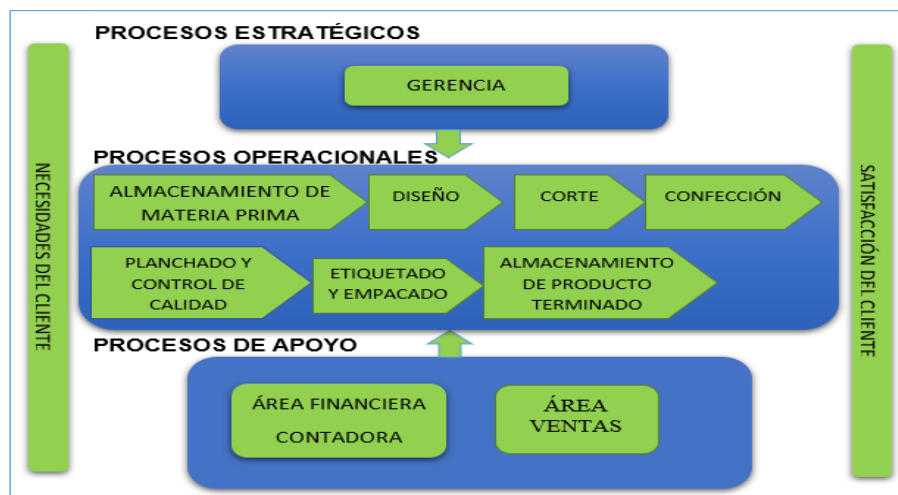 PROCESOS ESTRATÉGICOS
GERENCIA
NECESIDADES DEL CLIENTE
PROCESOS OPERACIONALES
ALMACENAMIENTO DE
MATERIA PRIMA
DISEÑO
CORTE
CONFECCIÓN
PLANCHADO Y
CONTROL DE
CALIDAD
ETIQUETADO
Y EMPACADO
ALMACENAMIENTO
DE PRODUCTO
TERMINADO
PROCESOS DE APOYO
ÁREA FINANCIERA
CONTADORA
ÁREA
VENTAS
SATISFACCIÓN DEL CLIENTE